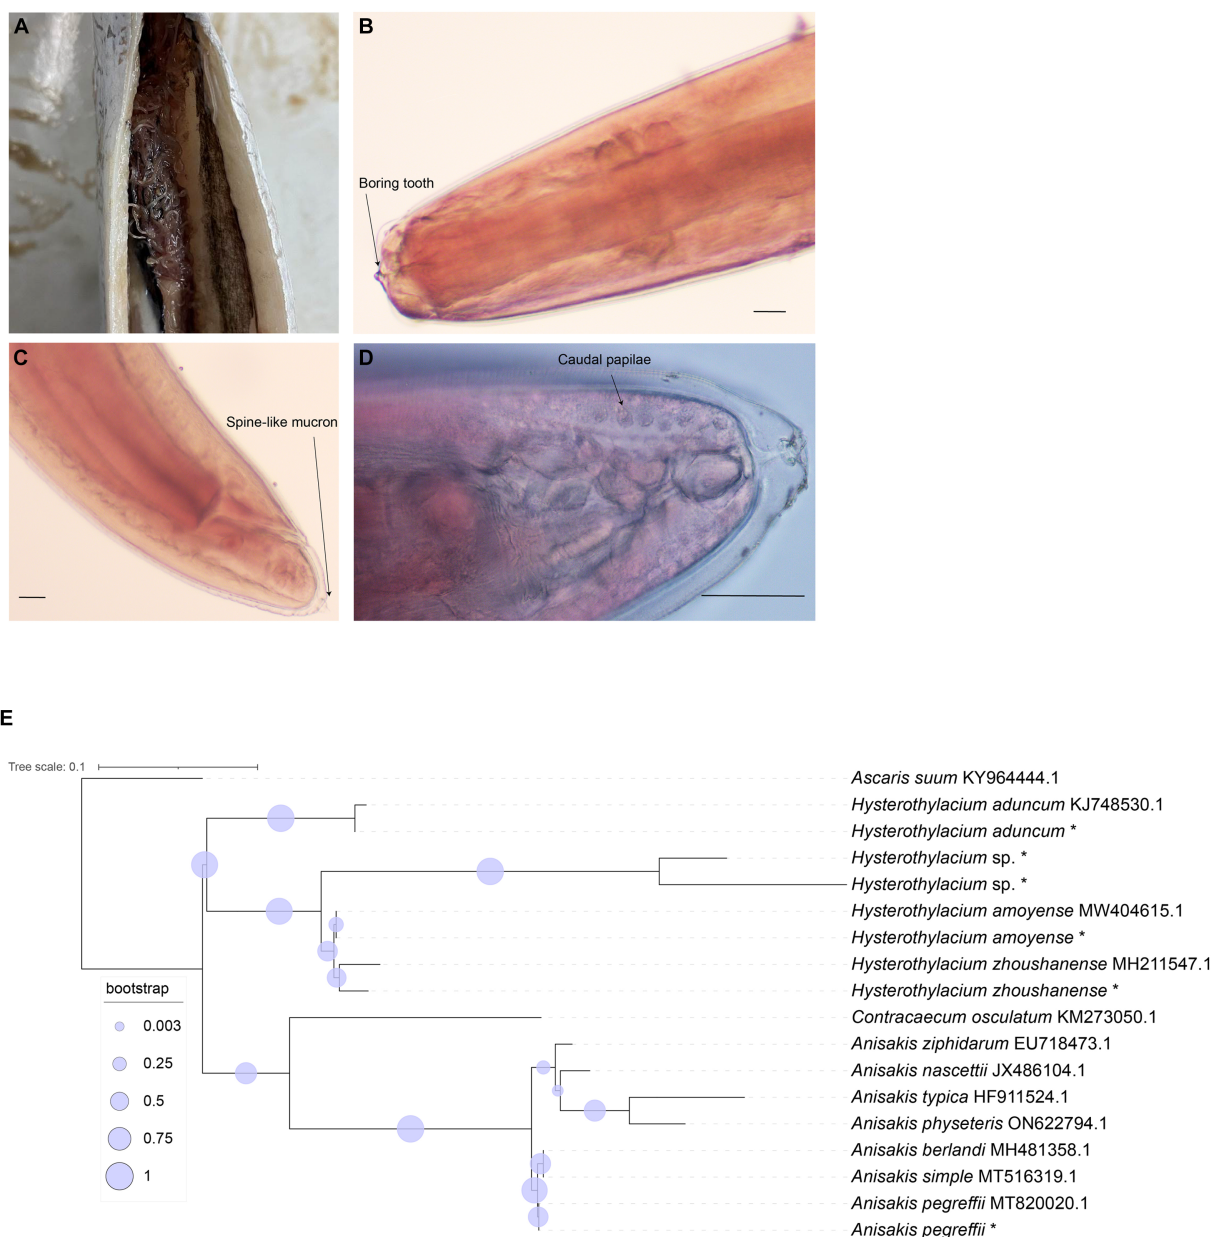 A
B
Boring tooth
C
Spine-like mucron
D
Caudal papilae
E
Tree scale: 0.1
Ascaris suum KY964444.1
Hysterothylacium aduncum KJ748530.1
Hysterothylacium aduncum *
Hysterothylacium sp. *
Hysterothylacium sp. *
Hysterothylacium amoyense MW404615.1
Hysterothylacium amoyense *
Hysterothylacium zhoushanense MH211547.1
Hysterothylacium zhoushanense *
Contracaecum osculatum KM273050.1
Anisakis ziphidarum EU718473.1
Anisakis nascettii JX486104.1
Anisakis typica HF911524.1
Anisakis physeteris ON622794.1
Anisakis berlandi MH481358.1
Anisakis simple MT516319.1
Anisakis pegreffii MT820020.1
Anisakis pegreffii *
bootstrap
0.003
0.25
0.5
0.75
1